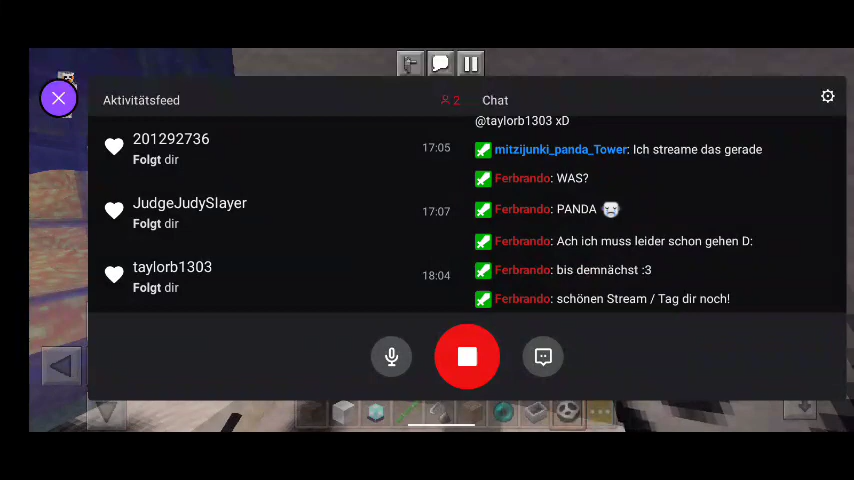 Aktivitätsfeed
2
Chat
201292736
Folgt dir
17:05
JudgeJudySlayer
Folgt dir
17:07
taylorb1303
Folgt dir
18:04
@taylorb1303 xD
mitzijunki_panda_Tower: Ich streame das gerade
Ferbrando: WAS?
Ferbrando: PANDA
Ferbrando: Ach ich muss leider schon gehen D:
Ferbrando: bis demnächst :3
Ferbrando: schönen Stream / Tag dir noch!